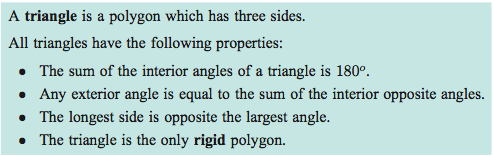 A triangle is a polygon which has three sides.
All triangles have the following properties:
• The sum of the interior angles of a triangle is 180°.
• Any exterior angle is equal to the sum of the interior opposite angles.
• The longest side is opposite the largest angle.
• The triangle is the only rigid polygon.